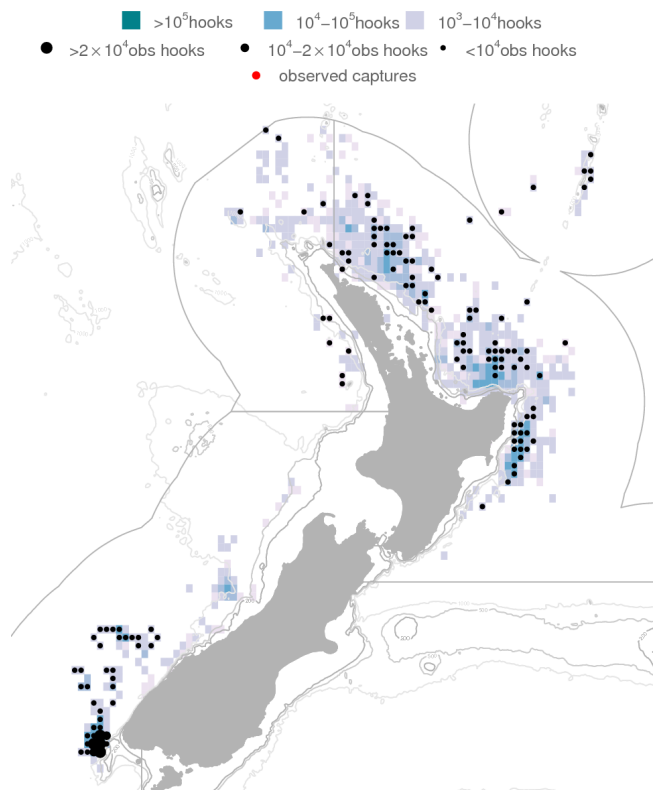 >10⁵hooks 10⁴−10⁵hooks 10³−10⁴hooks
>2×10⁴obs hooks 10⁴−2×10⁴obs hooks <10⁴obs hooks
observed captures